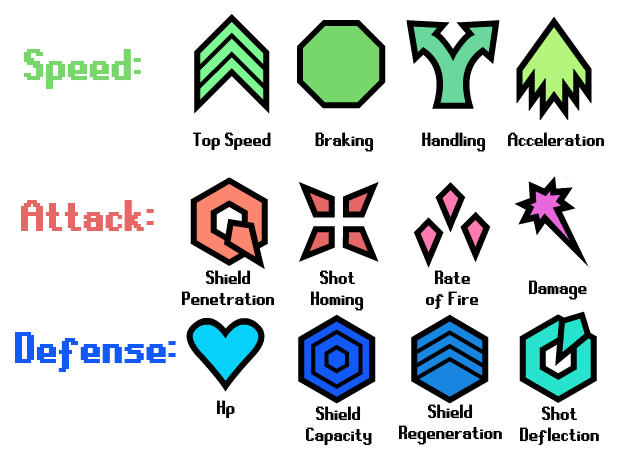 Speed:
Top Speed
Braking
Handling
Acceleration
Attack:
Shield
Penetration
Shot
Homing
Rate
of Fire
Damage
Defense:
Hp
Shield
Capacity
Shield
Regeneration
Shot
Deflection